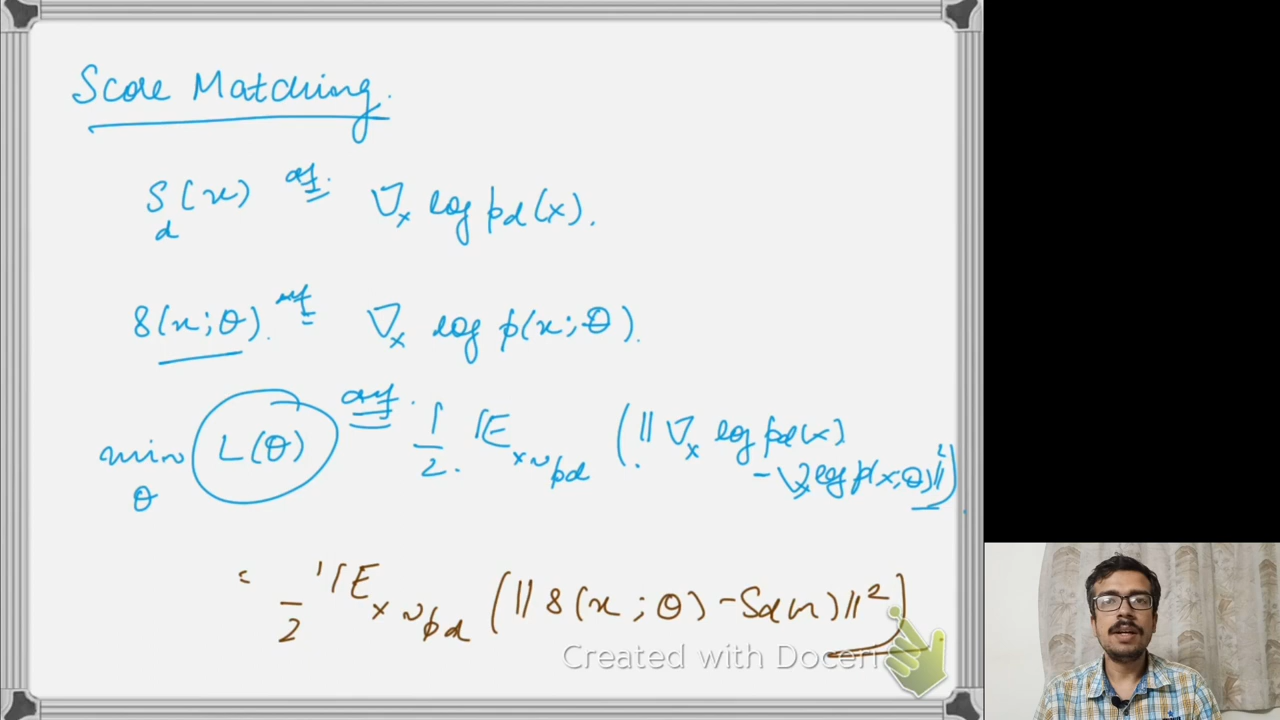 Score Matching.
S_d(x) def. ∇_x log p_d(x).
s(x;θ). def ∇_x log p(x;θ).
min_θ L(θ) def. 1/2. E_{x~p_d} (‖∇_x log p_d(x)
- ∇_x log p(x;θ)‖²).
= 1/2 E_{x~p_d} (‖s(x;θ) - S_d(x)‖²)
Created with Doceri